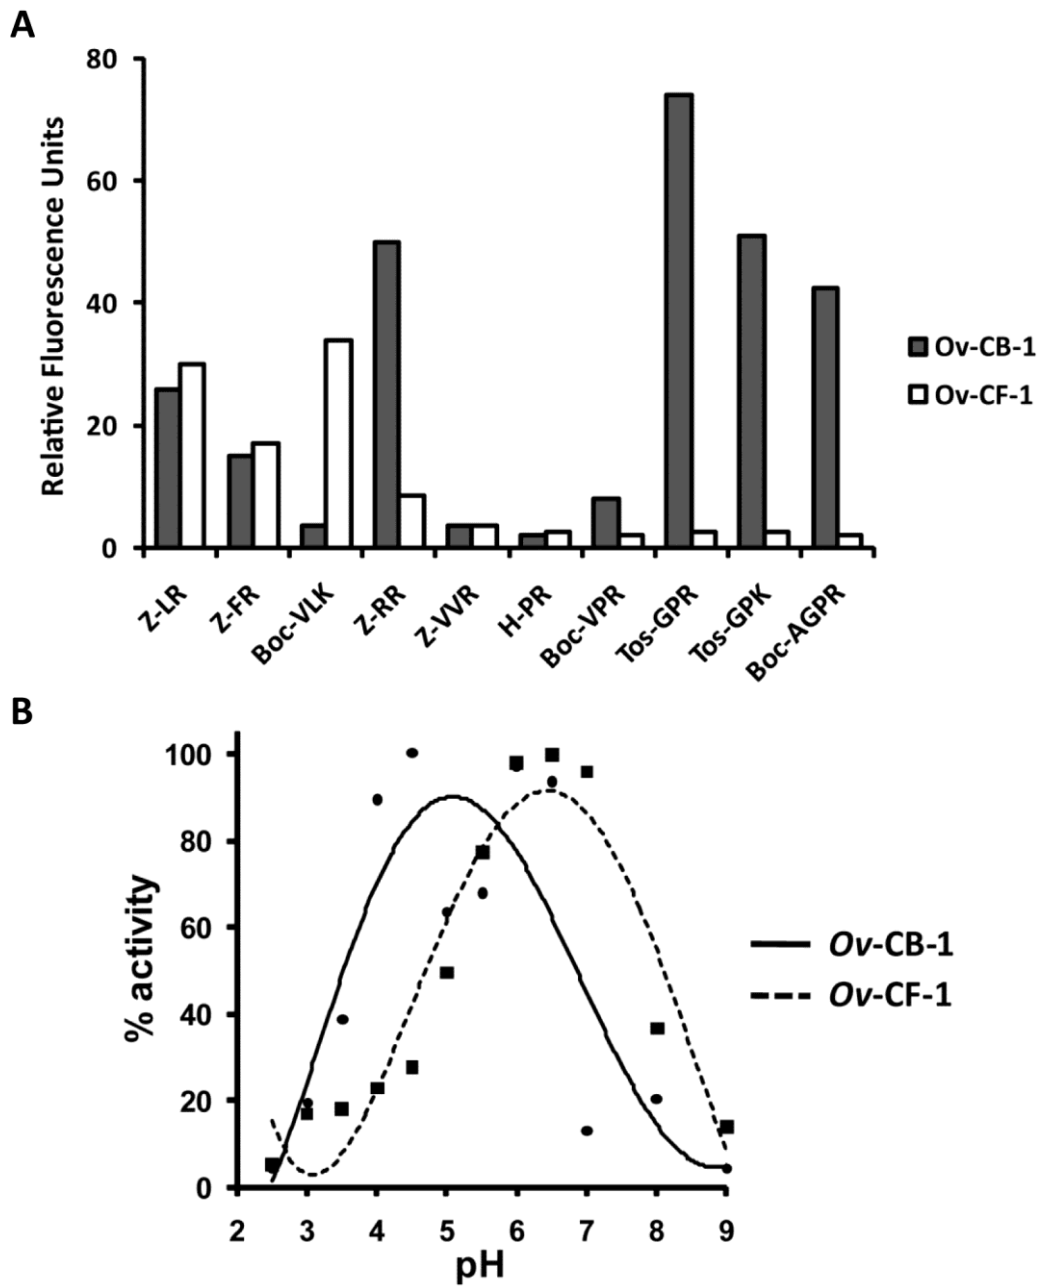 A
80
60
40
20
0
Relative Fluorescence Units
Z-LR
Z-FR
Boc-VLK
Z-RR
Z-VVR
H-PR
Boc-VPR
Tos-GPR
Tos-GPK
Boc-AGPR
Ov-CB-1
Ov-CF-1
B
100
80
60
40
20
0
% activity
2 3 4 5 6 7 8 9
pH
Ov-CB-1
Ov-CF-1